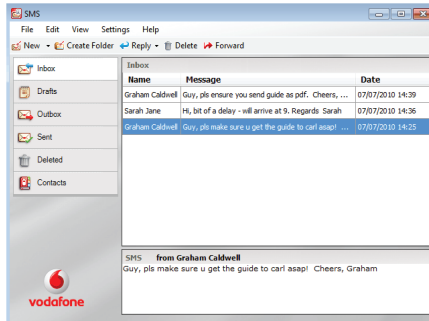 SMS
File Edit View Settings Help
New Create Folder Reply Delete Forward
Inbox
Drafts
Outbox
Sent
Deleted
Contacts
Inbox
Name Message Date
Graham Caldwell Guy, pls ensure you send guide as pdf. Cheers, ... 07/07/2010 14:39
Sarah Jane Hi, bit of a delay - will arrive at 9. Regards Sarah 07/07/2010 14:36
Graham Caldwell Guy, pls make sure u get the guide to carl asap! ... 07/07/2010 14:25
SMS from Graham Caldwell
Guy, pls make sure u get the guide to carl asap! Cheers, Graham
vodafone